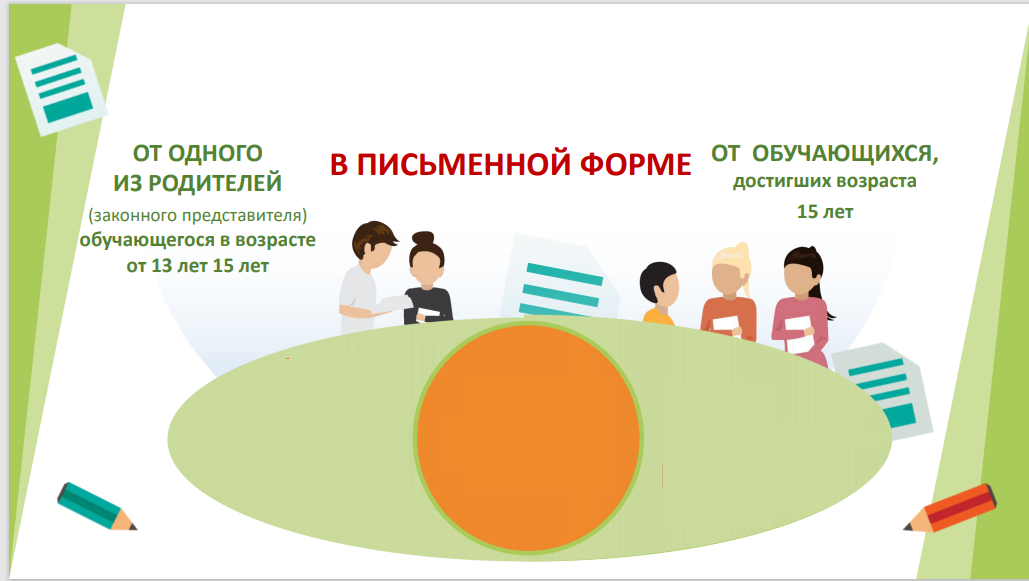 ОТ ОДНОГО
ИЗ РОДИТЕЛЕЙ
(законного представителя)
обучающегося в возрасте
от 13 лет 15 лет
В ПИСЬМЕННОЙ ФОРМЕ
ОТ ОБУЧАЮЩИХСЯ,
достигших возраста
15 лет